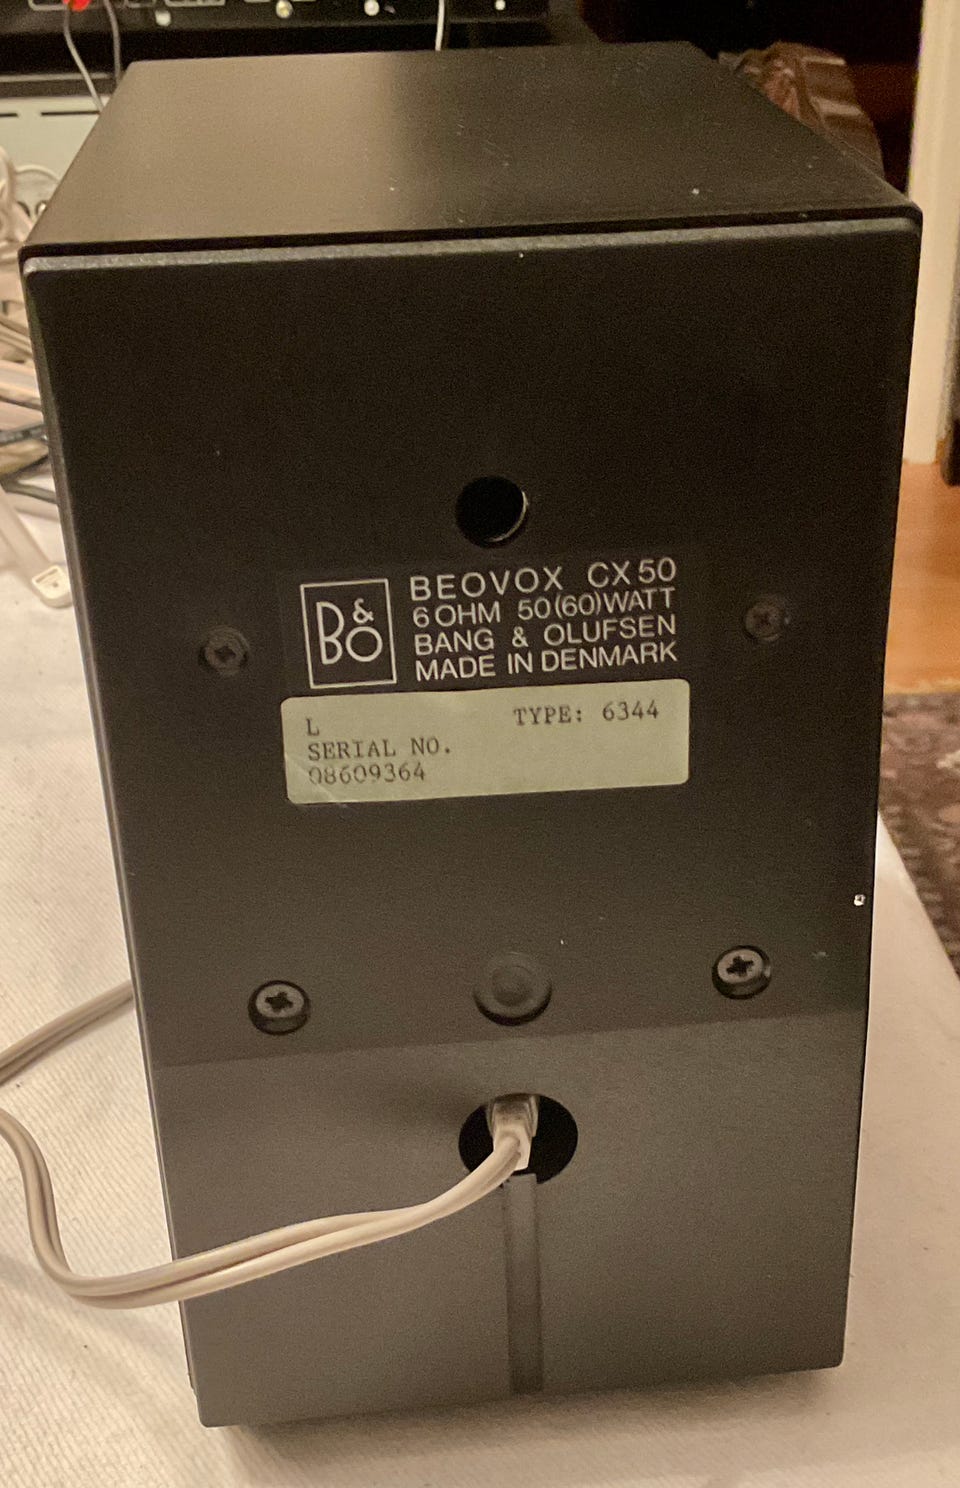 B&O
BEOVOX CX50
6 OHM 50(60)WATT
BANG & OLUFSEN
MADE IN DENMARK
L TYPE: 6344
SERIAL NO.
08609364